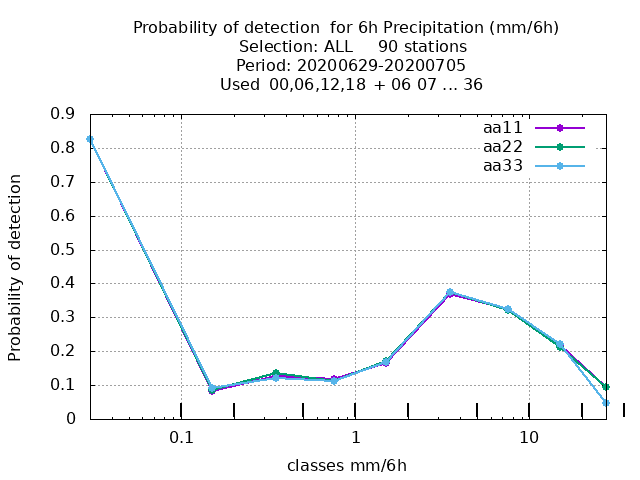 Probability of detection  for 6h Precipitation (mm/6h)
Selection: ALL     90 stations
Period: 20200629-20200705
Used  00,06,12,18  + 06 07 ... 36
aa11
aa22
aa33
0.9
0.8
0.7
0.6
0.5
0.4
0.3
0.2
0.1
0
Probability of detection
0.1
1
10
classes mm/6h